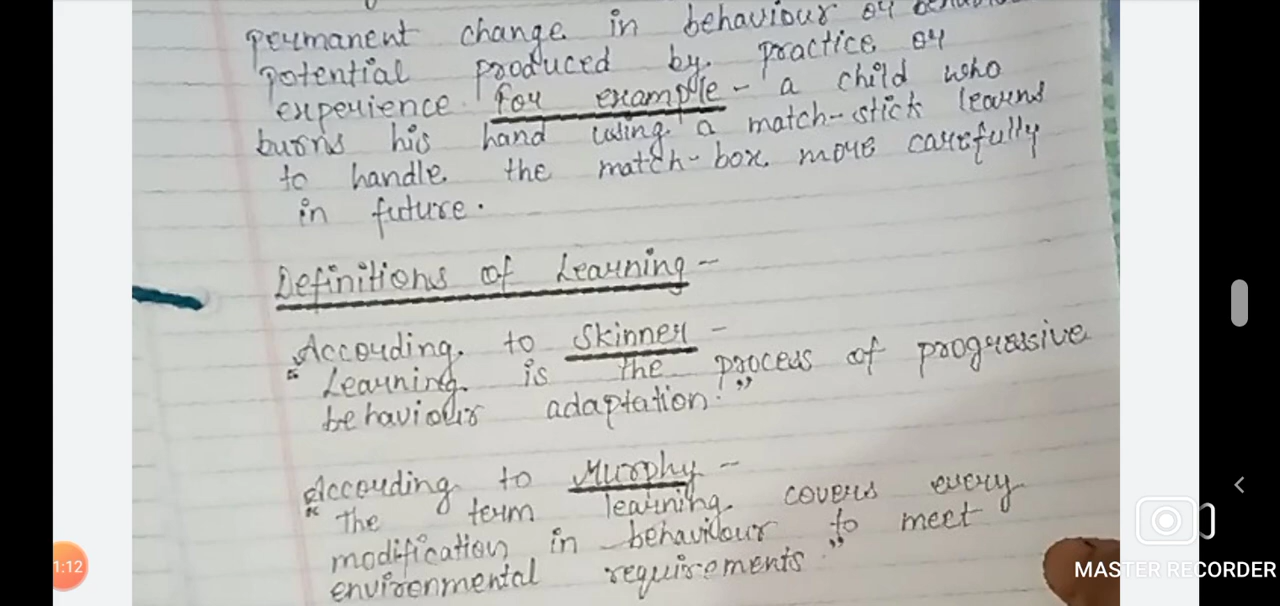 permanent change in behaviour or
potential produced by practice or
experience. for example - a child who
burns his hand using a match-stick learns
to handle the match-box more carefully
in future.
Definitions of Learning -
According to Skinner -
"Learning is the process of progressive
behaviour adaptation."
According to Murphy -
"The term learning covers every
modification in behaviour to meet
environmental requirements."
1:12
MASTER RECORDER